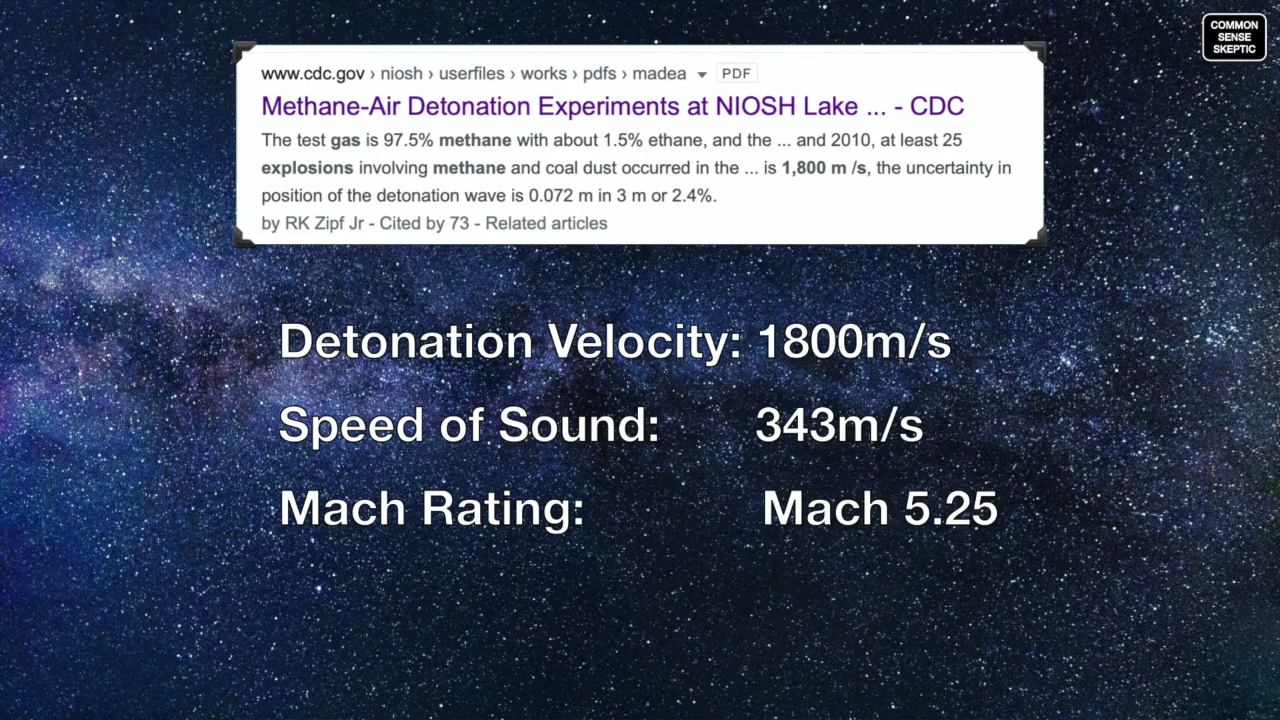 COMMON
SENSE
SKEPTIC
www.cdc.gov › niosh › userfiles › works › pdfs › madea PDF
Methane-Air Detonation Experiments at NIOSH Lake ... - CDC
The test gas is 97.5% methane with about 1.5% ethane, and the ... and 2010, at least 25
explosions involving methane and coal dust occurred in the ... is 1,800 m /s, the uncertainty in
position of the detonation wave is 0.072 m in 3 m or 2.4%.
by RK Zipf Jr - Cited by 73 - Related articles
Detonation Velocity: 1800m/s
Speed of Sound: 343m/s
Mach Rating: Mach 5.25